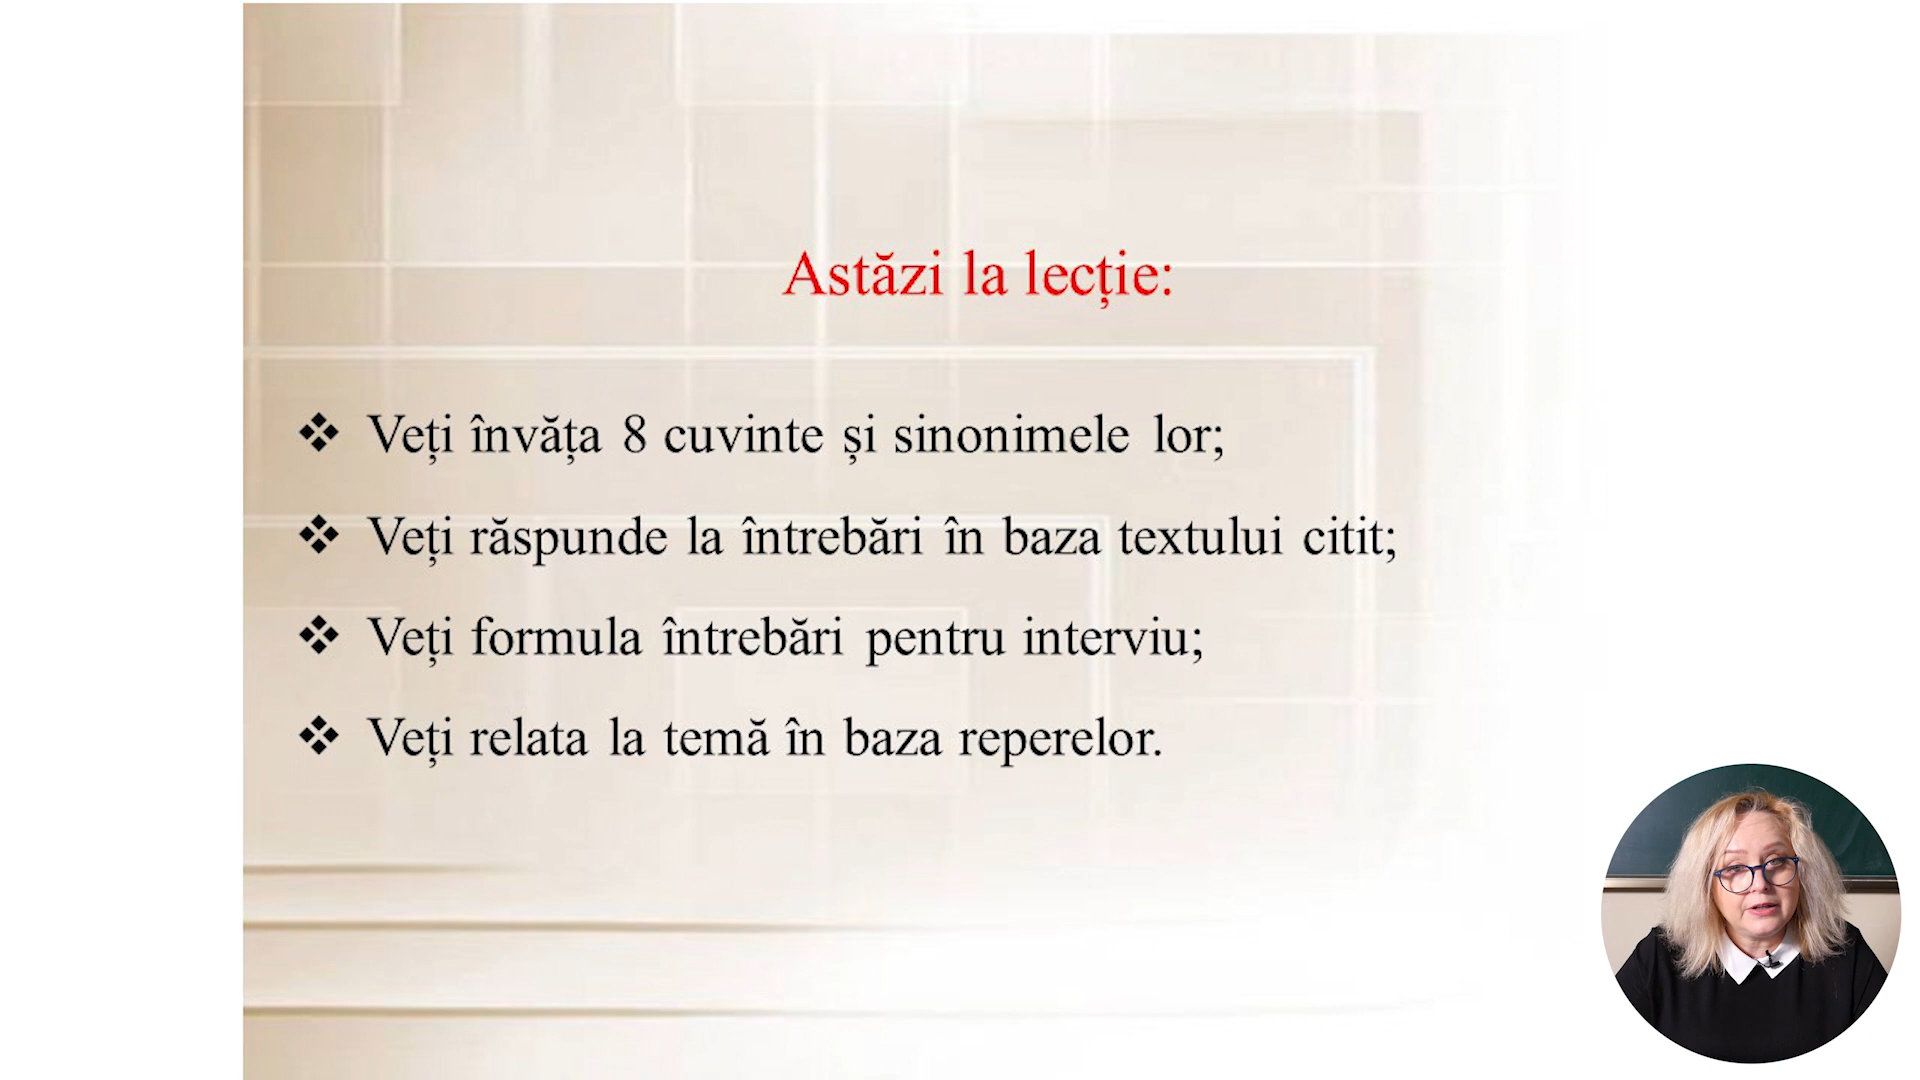 Astăzi la lecție:
❖ Veți învăța 8 cuvinte și sinonimele lor;
❖ Veți răspunde la întrebări în baza textului citit;
❖ Veți formula întrebări pentru interviu;
❖ Veți relata la temă în baza reperelor.